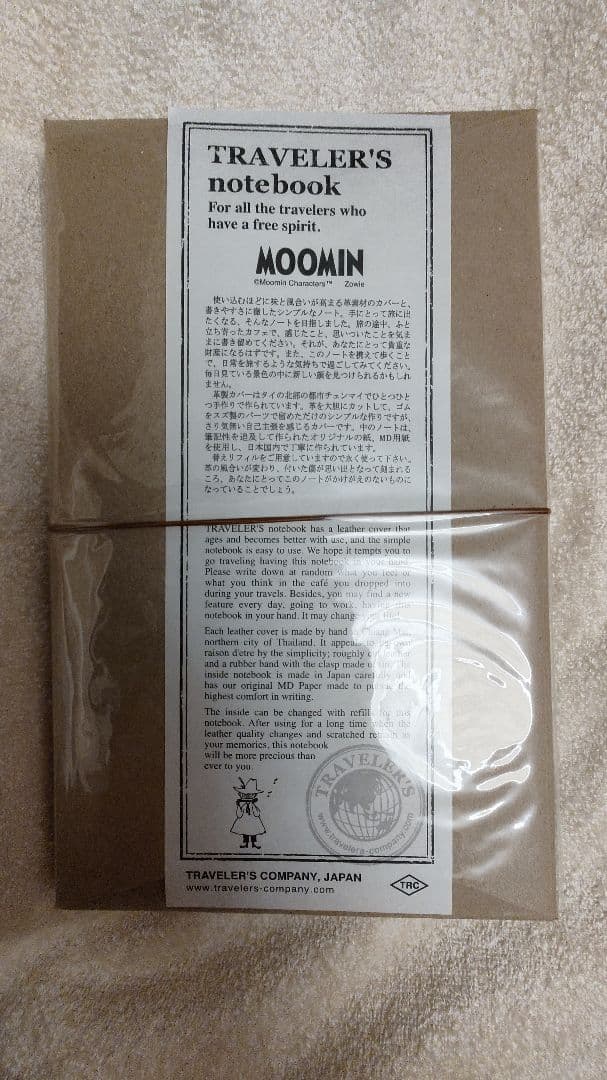 TRAVELER'S
notebook
For all the travelers who
have a free spirit.
MOOMIN
©Moomin Characters™ Zowie
使い込むほどに味と風合いが高まる革素材のカバーと、
書きやすさに徹したシンプルなノート。手にとって旅に出
たくなる、そんなノートを目指しました。旅の途中、ふと
立ち寄ったカフェで、感じたこと、思いついたことを気ま
まに書き留めてください。それが、あなたにとって貴重な
財産になるはずです。また、このノートを携えて歩くこと
で、日常を旅するような気持ちで過ごしてみてください。
毎日見ている景色の中に新しい顔を見つけられるかもしれ
ません。
革製カバーはタイの北部の都市チェンマイでひとつひと
つ手作りで作られています。革を大胆にカットして、ゴム
をスズ製のパーツで留めただけのシンプルな作りですが、
さり気無い自己主張を感じるカバーです。中のノートは、
筆記性を追及して作られたオリジナルの紙、MD用紙
を使用し、日本国内で丁寧に作られています。
替えリフィルをご用意していますので永く使って下さい。
革の風合いが変わり、付いた傷が思い出となって刻まれる
ころ、あなたにとってこのノートがかけがえのないものに
なっていることでしょう。
TRAVELER'S notebook has a leather cover that
ages and becomes better with use, and the simple
notebook is easy to use. We hope it tempts you to
go traveling having this notebook in your hand.
Please write down at random what you feel or
what you think in the café you dropped into
during your travels. Besides, you may find a new
feature every day, going to work, having this
notebook in your hand. It may change
Each leather cover is made by hand in Chiang Mai,
northern city of Thailand. It appeals its own
raison d'etre by the simplicity; roughly cut leather
and a rubber band with the clasp made of tin. The
inside notebook is made in Japan carefully and
has our original MD Paper made to pursue the
highest comfort in writing.
The inside can be changed with refills for this
notebook. After using for a long time when the
leather quality changes and scratched remain as
your memories, this notebook
will be more precious than
ever to you.
TRAVELER'S
www.travelers-company.com
TRAVELER'S COMPANY, JAPAN
www.travelers-company.com
TRC